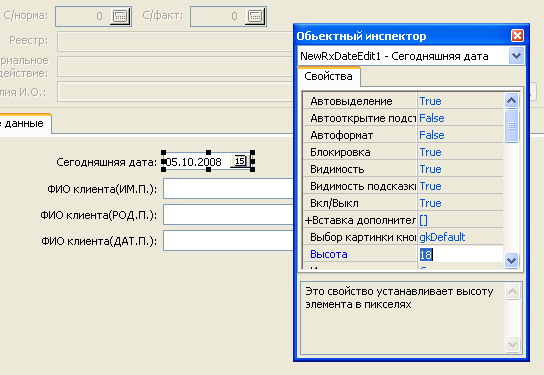 С/норма: 0 С/факт: 0
Реестр:
ериальное
действие:
лия И.О.:
е данные
Сегодняшняя дата: 05.10.2008 15
ФИО клиента(ИМ.П.):
ФИО клиента(РОД.П.):
ФИО клиента(ДАТ.П.):
Обьектный инспектор
NewRxDateEdit1 - Сегодняшняя дата
Свойства
Автовыделение True
Автооткрытие подст False
Автоформат False
Блокировка True
Видимость True
Видимость подсказки True
Вкл/Выкл True
+Вставка дополнител []
Выбор картинки кно gkDefault
Высота 18
Это свойство устанавливает высоту
элемента в пикселях